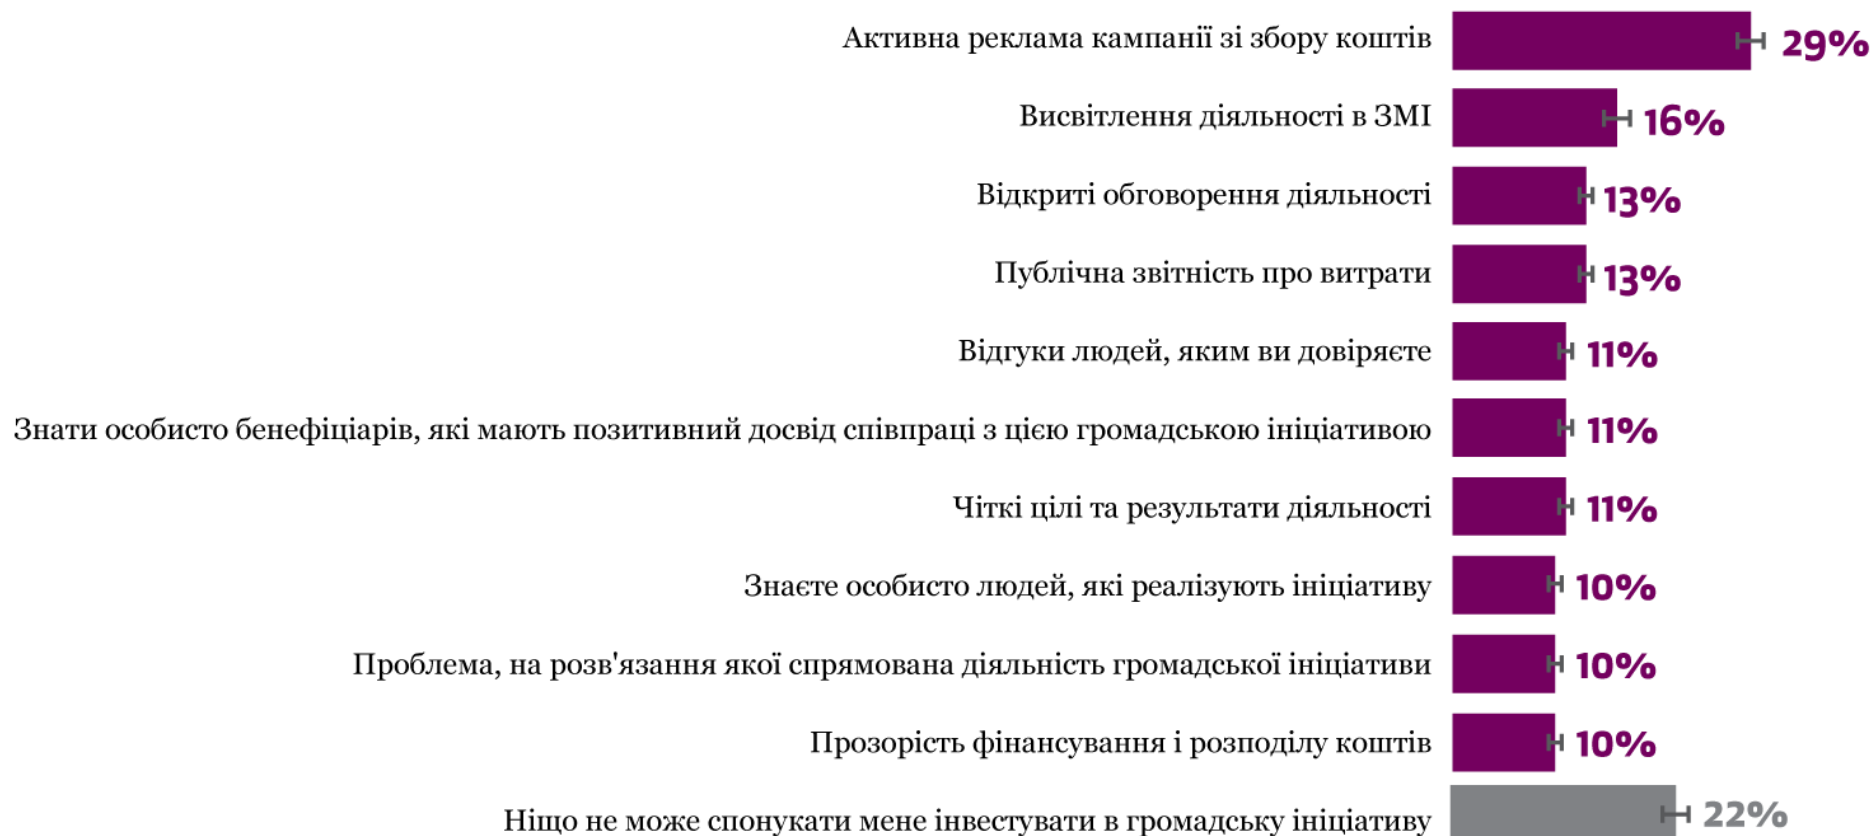 Активна реклама кампанії зі збору коштів 29%
Висвітлення діяльності в ЗМІ 16%
Відкриті обговорення діяльності 13%
Публічна звітність про витрати 13%
Відгуки людей, яким ви довіряєте 11%
Знати особисто бенефіціарів, які мають позитивний досвід співпраці з цією громадською ініціативою 11%
Чіткі цілі та результати діяльності 11%
Знаєте особисто людей, які реалізують ініціативу 10%
Проблема, на розв'язання якої спрямована діяльність громадської ініціативи 10%
Прозорість фінансування і розподілу коштів 10%
Ніщо не може спонукати мене інвестувати в громадську ініціативу 22%